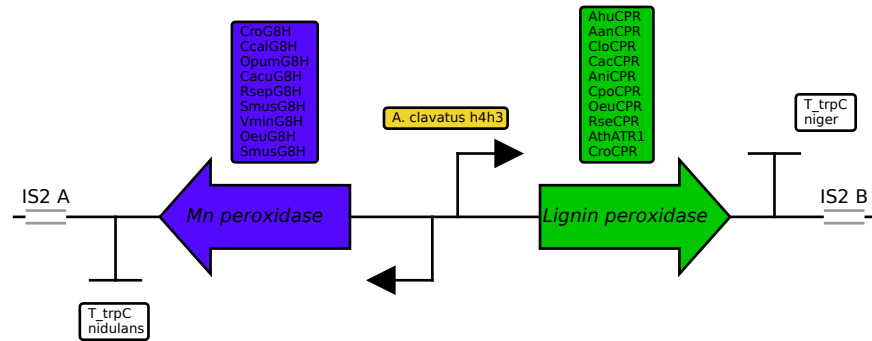 CroG8H
CcalG8H
OpumG8H
CacuG8H
RsepG8H
SmusG8H
VminG8H
OeuG8H
SmusG8H
AhuCPR
AanCPR
CloCPR
CacCPR
AniCPR
CpoCPR
OeuCPR
RseCPR
AthATR1
CroCPR
A. clavatus h4h3
T_trpC
niger
IS2 A
Mn peroxidase
Lignin peroxidase
IS2 B
T_trpC
nidulans